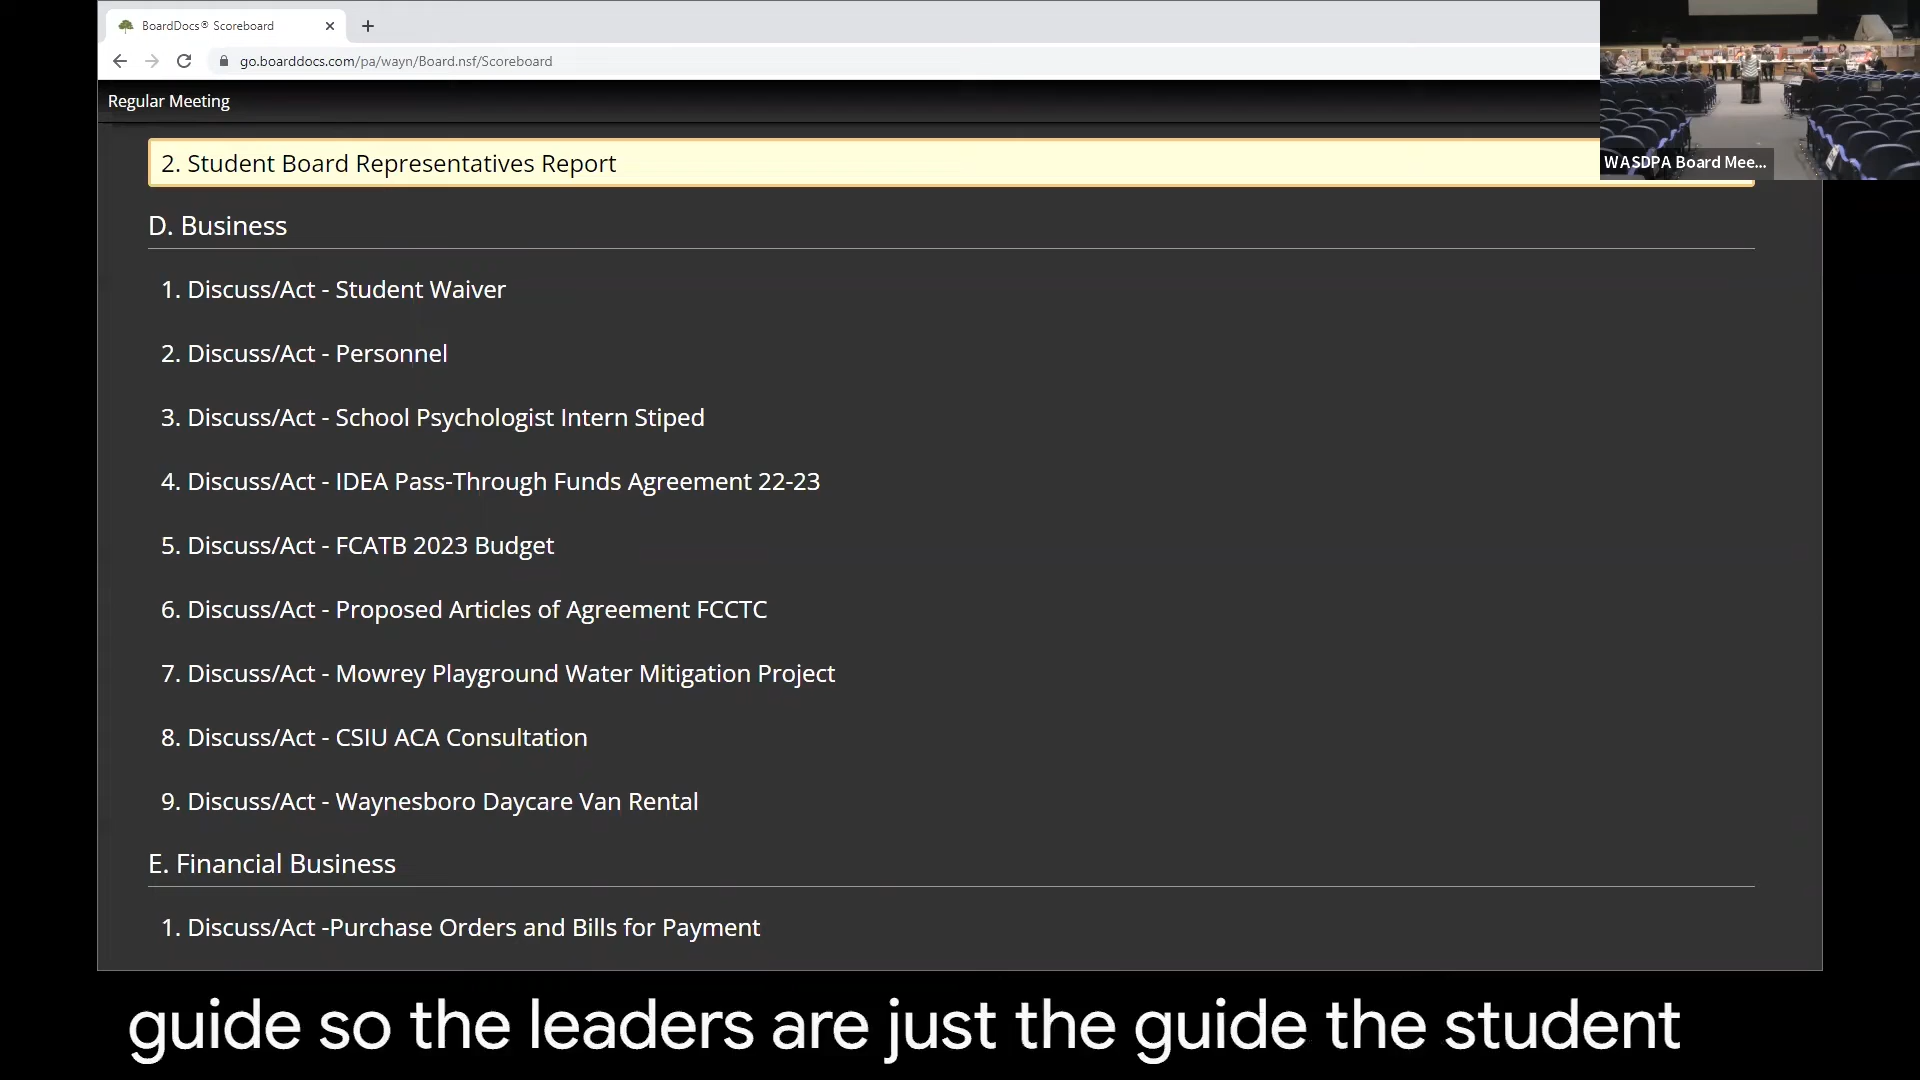 BoardDocs® Scoreboard
go.boarddocs.com/pa/wayn/Board.nsf/Scoreboard
Regular Meeting
WASDPA Board Mee...
2. Student Board Representatives Report
D. Business
1. Discuss/Act - Student Waiver
2. Discuss/Act - Personnel
3. Discuss/Act - School Psychologist Intern Stiped
4. Discuss/Act - IDEA Pass-Through Funds Agreement 22-23
5. Discuss/Act - FCATB 2023 Budget
6. Discuss/Act - Proposed Articles of Agreement FCCTC
7. Discuss/Act - Mowrey Playground Water Mitigation Project
8. Discuss/Act - CSIU ACA Consultation
9. Discuss/Act - Waynesboro Daycare Van Rental
E. Financial Business
1. Discuss/Act -Purchase Orders and Bills for Payment
guide so the leaders are just the guide the student